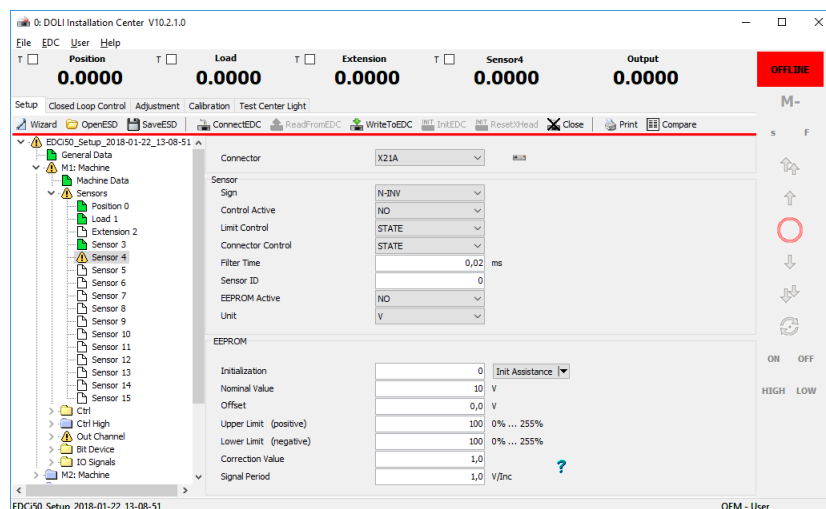 0: DOLI Installation Center V10.2.1.0
File EDC User Help
T Position T Load T Extension T Sensor4 Output
0.0000 0.0000 0.0000 0.0000 0.0000
OFFLINE
M-
S F
ON OFF
HIGH LOW
Setup Closed Loop Control Adjustment Calibration Test Center Light
Wizard OpenESD SaveESD ConnectEDC ReadFromEDC WriteToEDC InitEDC ResetXHead Close Print Compare
EDCi50_Setup_2018-01-22_13-08-51
General Data
M1: Machine
Machine Data
Sensors
Position 0
Load 1
Extension 2
Sensor 3
Sensor 4
Sensor 5
Sensor 6
Sensor 7
Sensor 8
Sensor 9
Sensor 10
Sensor 11
Sensor 12
Sensor 13
Sensor 14
Sensor 15
Ctrl
Ctrl High
Out Channel
Bit Device
IO Signals
M2: Machine
Connector X21A
Sensor
Sign N-INV
Control Active NO
Limit Control STATE
Connector Control STATE
Filter Time 0,02 ms
Sensor ID 0
EEPROM Active NO
Unit V
EEPROM
Initialization 0 Init Assistance
Nominal Value 10 V
Offset 0,0 V
Upper Limit (positive) 100 0% ... 255%
Lower Limit (negative) 100 0% ... 255%
Correction Value 1,0
?
Signal Period 1,0 V/Inc
EDCi50_Setup_2018-01-22_13-08-51 OEM - User